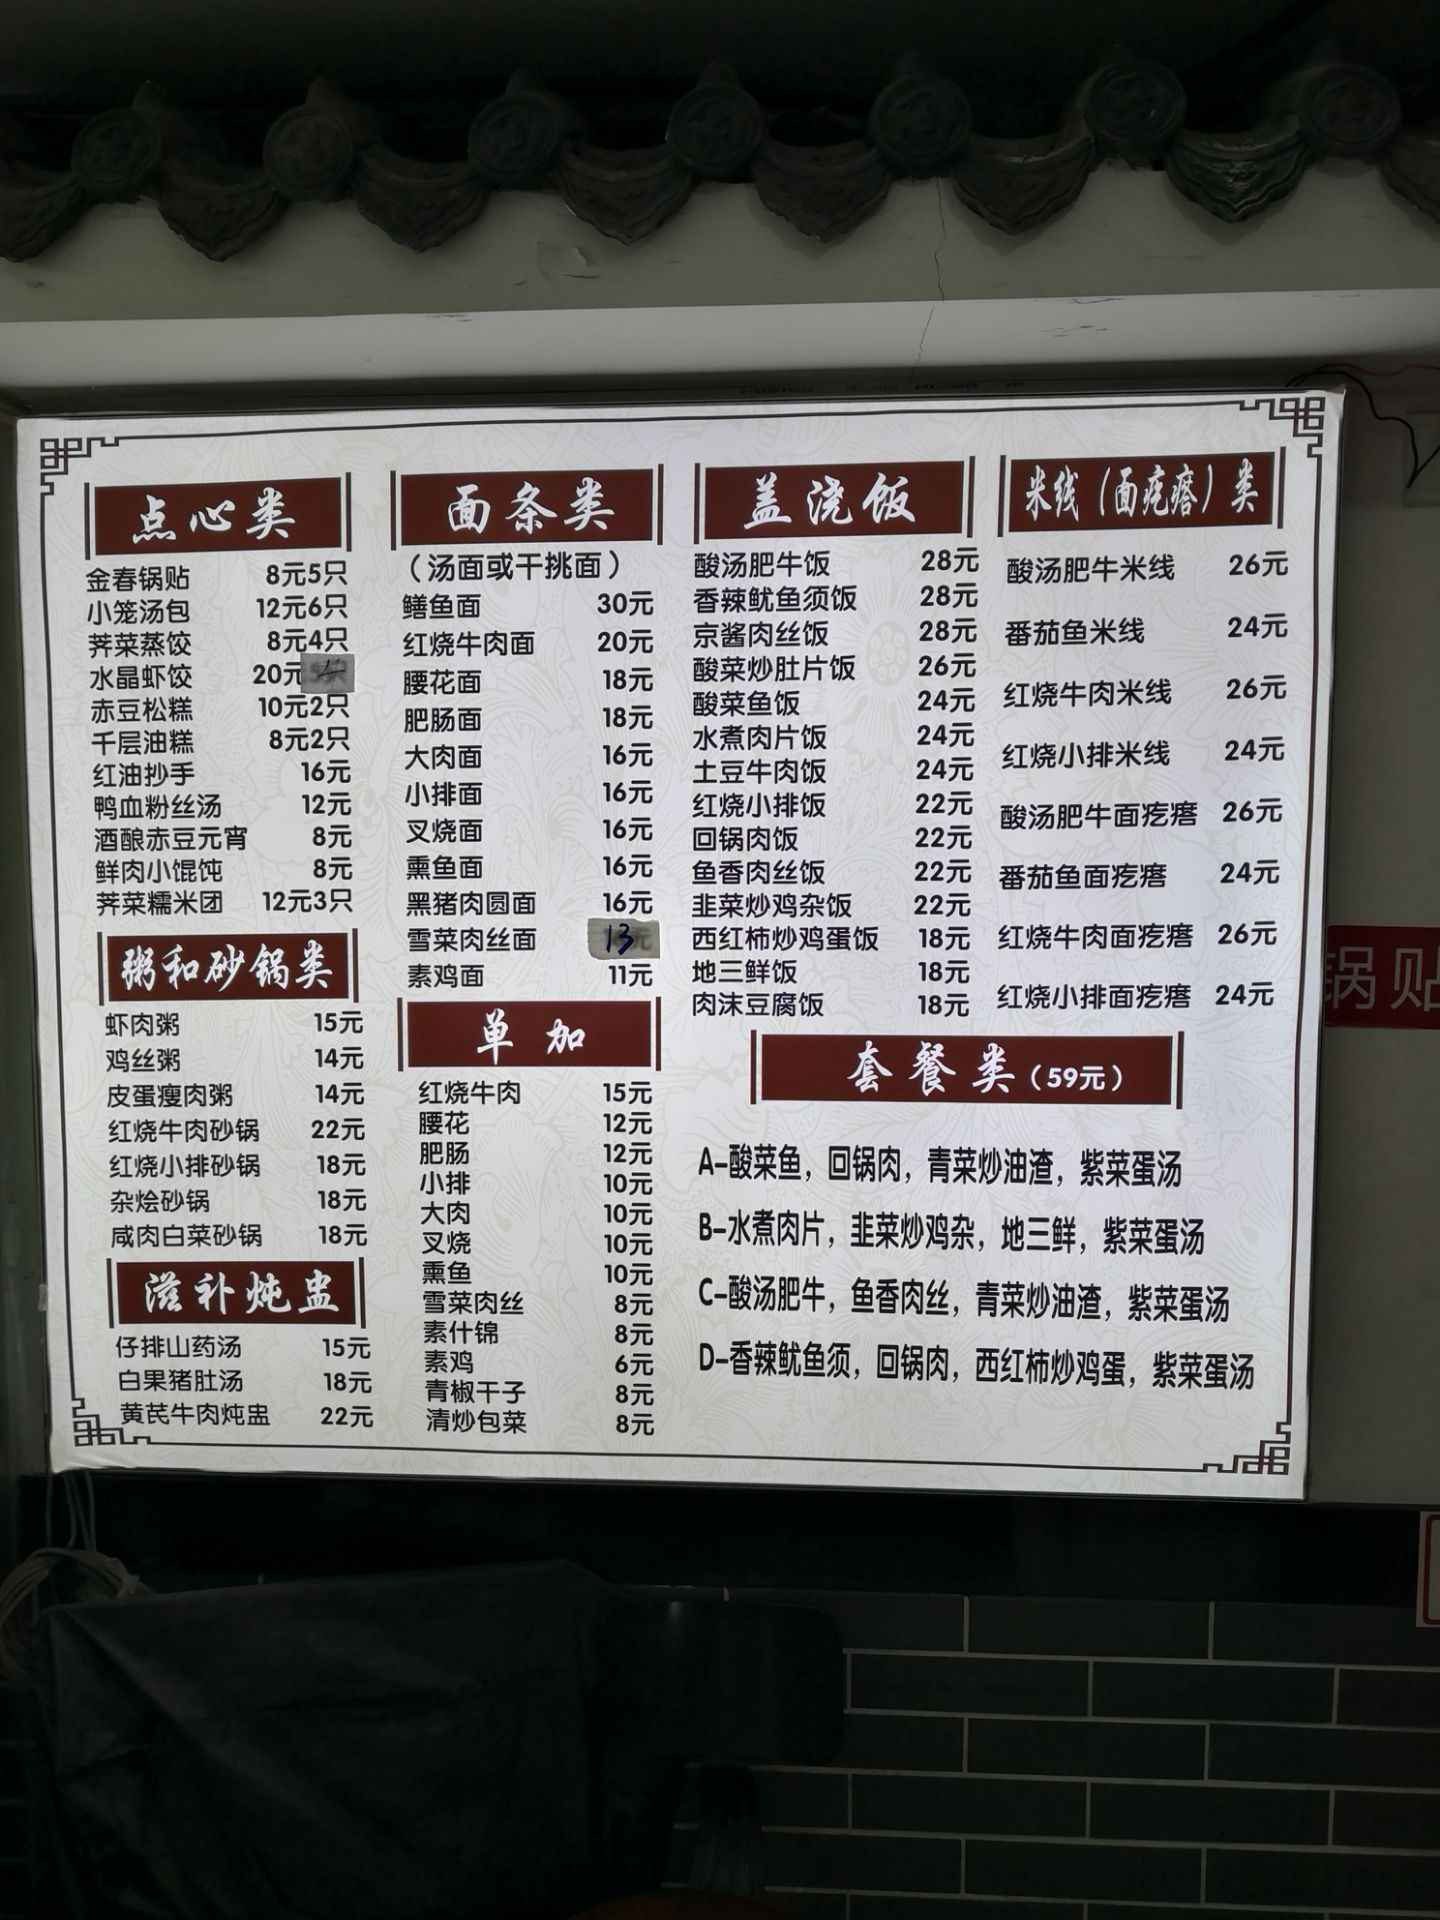 点心类
金春锅贴 8元5只
小笼汤包 12元6只
荠菜蒸饺 8元4只
水晶虾饺 20元
赤豆松糕 10元2只
千层油糕 8元2只
红油抄手 16元
鸭血粉丝汤 12元
酒酿赤豆元宵 8元
鲜肉小馄饨 8元
荠菜糯米团 12元3只
粥和砂锅类
虾肉粥 15元
鸡丝粥 14元
皮蛋瘦肉粥 14元
红烧牛肉砂锅 22元
红烧小排砂锅 18元
杂烩砂锅 18元
咸肉白菜砂锅 18元
滋补炖盅
仔排山药汤 15元
白果猪肚汤 18元
黄芪牛肉炖盅 22元
面条类
（汤面或干挑面）
鳝鱼面 30元
红烧牛肉面 20元
腰花面 18元
肥肠面 18元
大肉面 16元
小排面 16元
叉烧面 16元
熏鱼面 16元
黑猪肉圆面 16元
雪菜肉丝面 13
素鸡面 11元
单加
红烧牛肉 15元
腰花 12元
肥肠 12元
小排 10元
大肉 10元
叉烧 10元
熏鱼 10元
雪菜肉丝 8元
素什锦 8元
素鸡 6元
青椒干子 8元
清炒包菜 8元
盖浇饭
酸汤肥牛饭 28元
香辣鱿鱼须饭 28元
京酱肉丝饭 28元
酸菜炒肚片饭 26元
酸菜鱼饭 24元
水煮肉片饭 24元
土豆牛肉饭 24元
红烧小排饭 22元
回锅肉饭 22元
鱼香肉丝饭 22元
韭菜炒鸡杂饭 22元
西红柿炒鸡蛋饭 18元
地三鲜饭 18元
肉沫豆腐饭 18元
米线（面疙瘩）类
酸汤肥牛米线 26元
番茄鱼米线 24元
红烧牛肉米线 26元
红烧小排米线 24元
酸汤肥牛面疙瘩 26元
番茄鱼面疙瘩 24元
红烧牛肉面疙瘩 26元
红烧小排面疙瘩 24元
套餐类（59元）
A-酸菜鱼，回锅肉，青菜炒油渣，紫菜蛋汤
B-水煮肉片，韭菜炒鸡杂，地三鲜，紫菜蛋汤
C-酸汤肥牛，鱼香肉丝，青菜炒油渣，紫菜蛋汤
D-香辣鱿鱼须，回锅肉，西红柿炒鸡蛋，紫菜蛋汤
锅贴